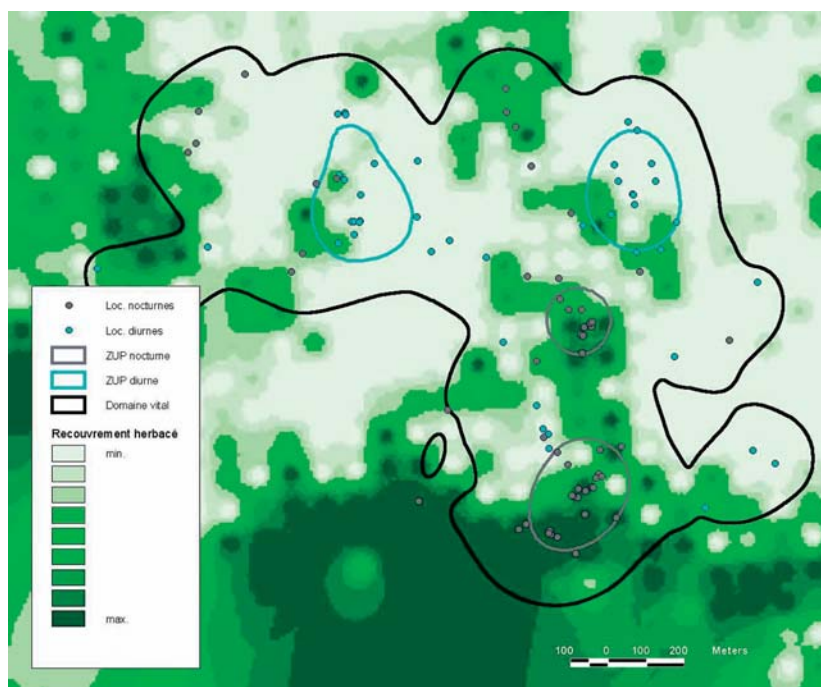 Loc. nocturnes
Loc. diurnes
ZUP nocturne
ZUP diurne
Domaine vital
Recouvrement herbacé
min.
max.
100 0 100 200 Meters